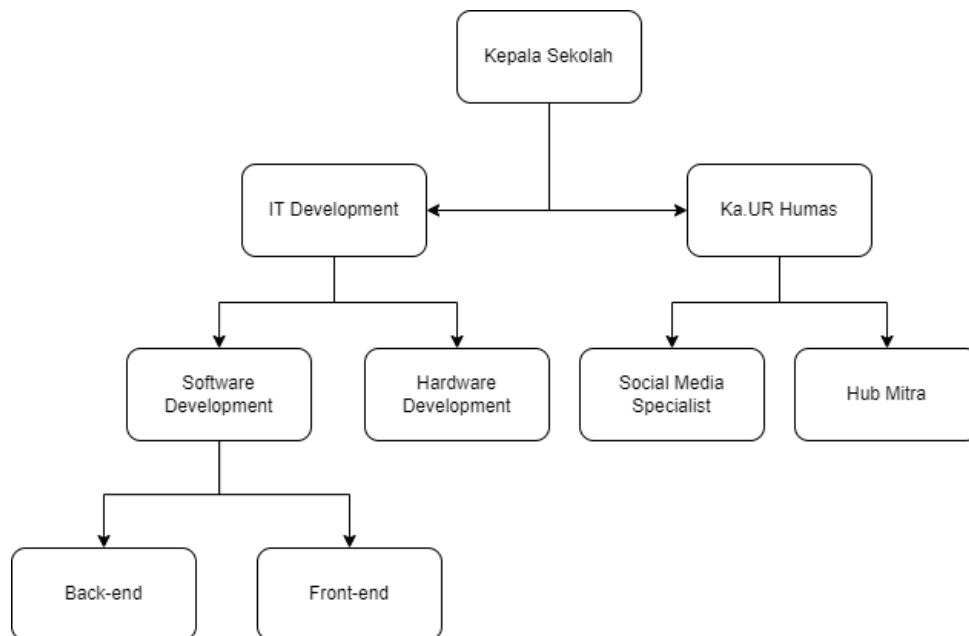 Kepala Sekolah
IT Development
Ka.UR Humas
Software
Development
Hardware
Development
Social Media
Specialist
Hub Mitra
Back-end
Front-end